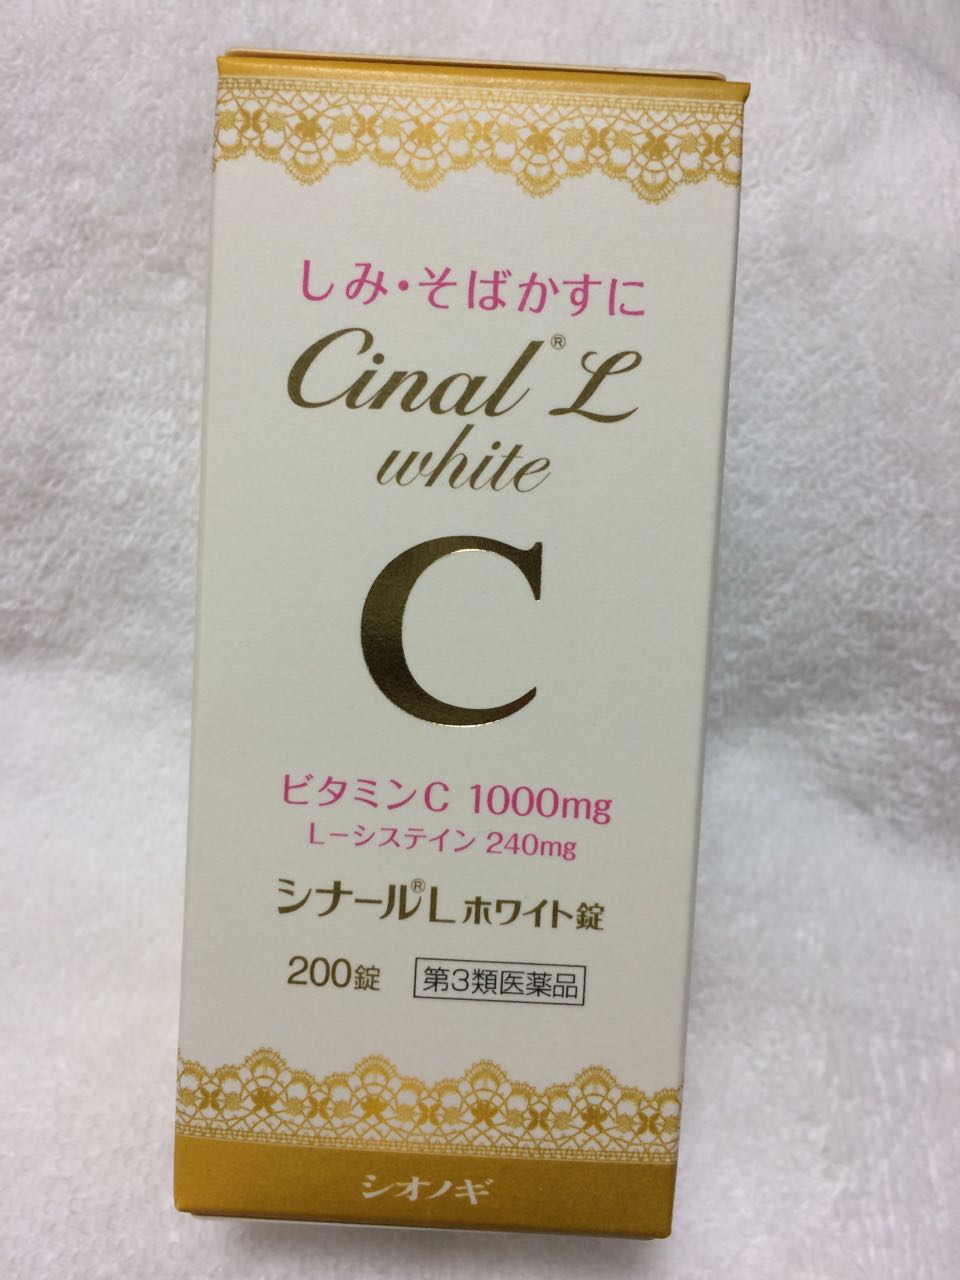 しみ・そばかすに
Cinal® L
white
C
ビタミンC 1000mg
L-システイン 240mg
シナール®L ホワイト錠
200錠 第3類医薬品
シオノギ